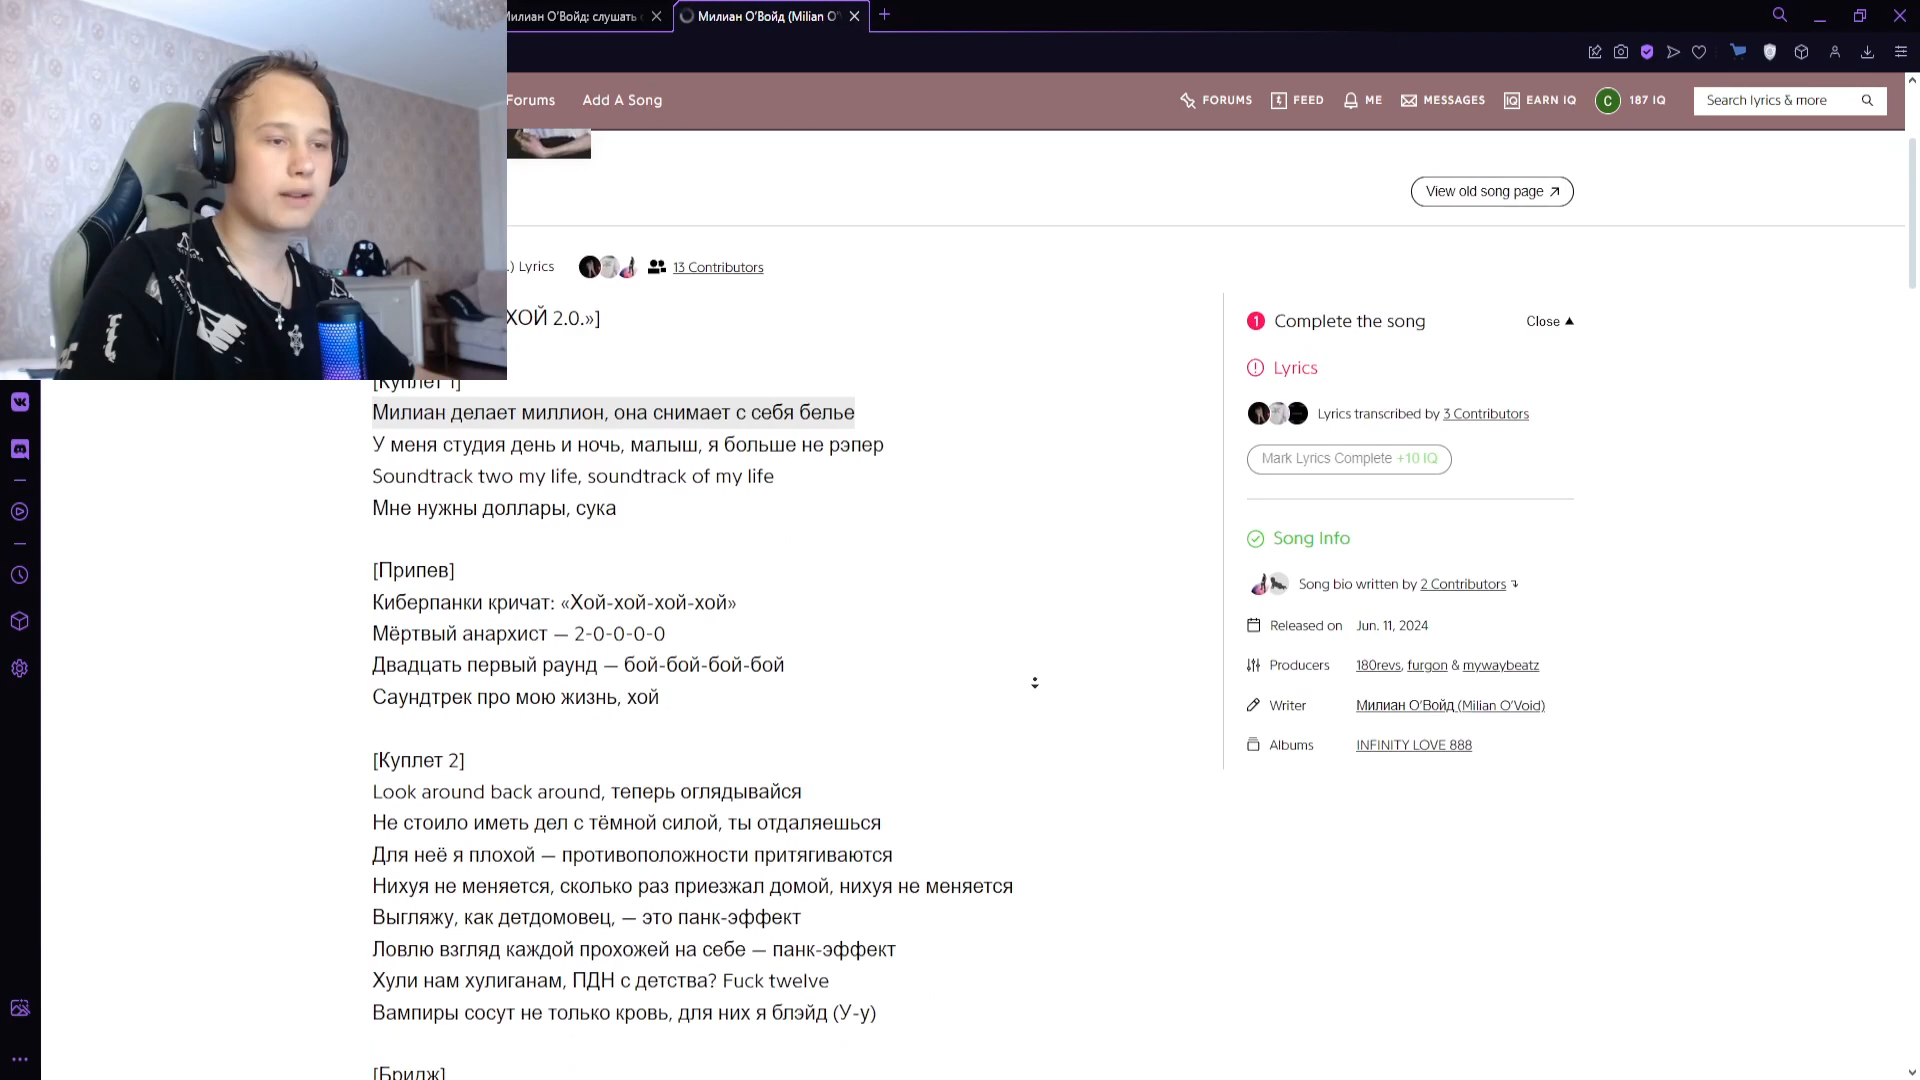 Милиан О'Войд: слушать
Милиан О'Войд (Milian O'
Forums
Add A Song
FORUMS
FEED
ME
MESSAGES
EARN IQ
C
187 IQ
Search lyrics & more
View old song page
.) Lyrics
13 Contributors
ХОЙ 2.0.»]
[Куплет 1]
Милиан делает миллион, она снимает с себя белье
У меня студия день и ночь, малыш, я больше не рэпер
Soundtrack two my life, soundtrack of my life
Мне нужны доллары, сука
[Припев]
Киберпанки кричат: «Хой-хой-хой-хой»
Мёртвый анархист — 2-0-0-0-0
Двадцать первый раунд — бой-бой-бой-бой
Саундтрек про мою жизнь, хой
[Куплет 2]
Look around back around, теперь оглядывайся
Не стоило иметь дел с тёмной силой, ты отдаляешься
Для неё я плохой — противоположности притягиваются
Нихуя не меняется, сколько раз приезжал домой, нихуя не меняется
Выгляжу, как детдомовец, — это панк-эффект
Ловлю взгляд каждой прохожей на себе — панк-эффект
Хули нам хулиганам, ПДН с детства? Fuck twelve
Вампиры сосут не только кровь, для них я блэйд (У-у)
[Бридж]
1 Complete the song
Close
Lyrics
Lyrics transcribed by 3 Contributors
Mark Lyrics Complete +10 IQ
Song Info
Song bio written by 2 Contributors
Released on Jun. 11, 2024
Producers 180revs, furgon & mywaybeatz
Writer Милиан О'Войд (Milian O'Void)
Albums INFINITY LOVE 888